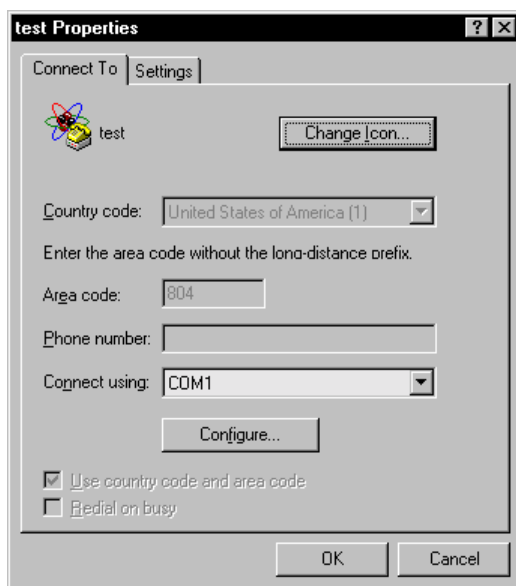 test Properties
Connect To Settings
test Change Icon...
Country code: United States of America (1)
Enter the area code without the long-distance prefix.
Area code: 804
Phone number:
Connect using: COM1
Configure...
Use country code and area code
Redial on busy
OK Cancel